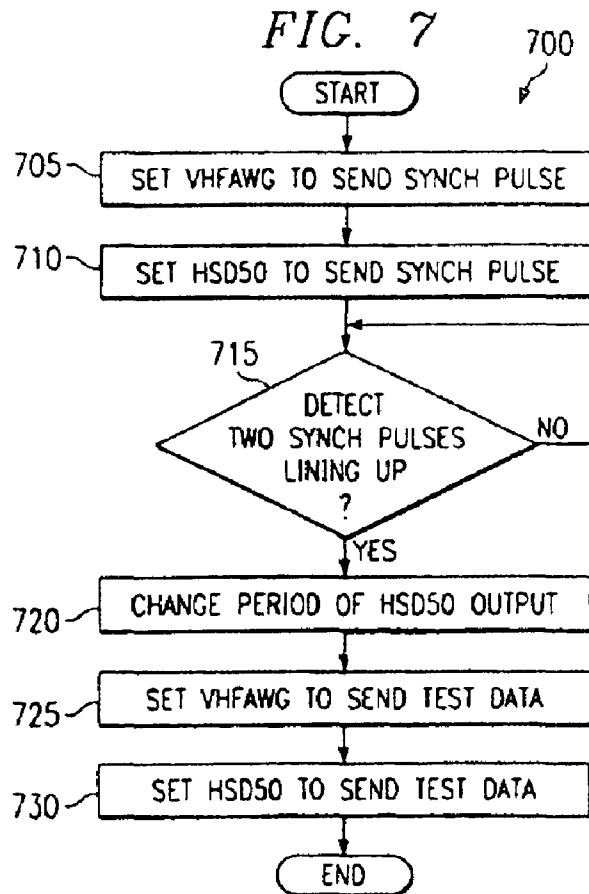 FIG. 7
700
START
705
SET VHFAWG TO SEND SYNCH PULSE
710
SET HSD50 TO SEND SYNCH PULSE
715
DETECT
TWO SYNCH PULSES
LINING UP
?
NO
YES
720
CHANGE PERIOD OF HSD50 OUTPUT
725
SET VHFAWG TO SEND TEST DATA
730
SET HSD50 TO SEND TEST DATA
END